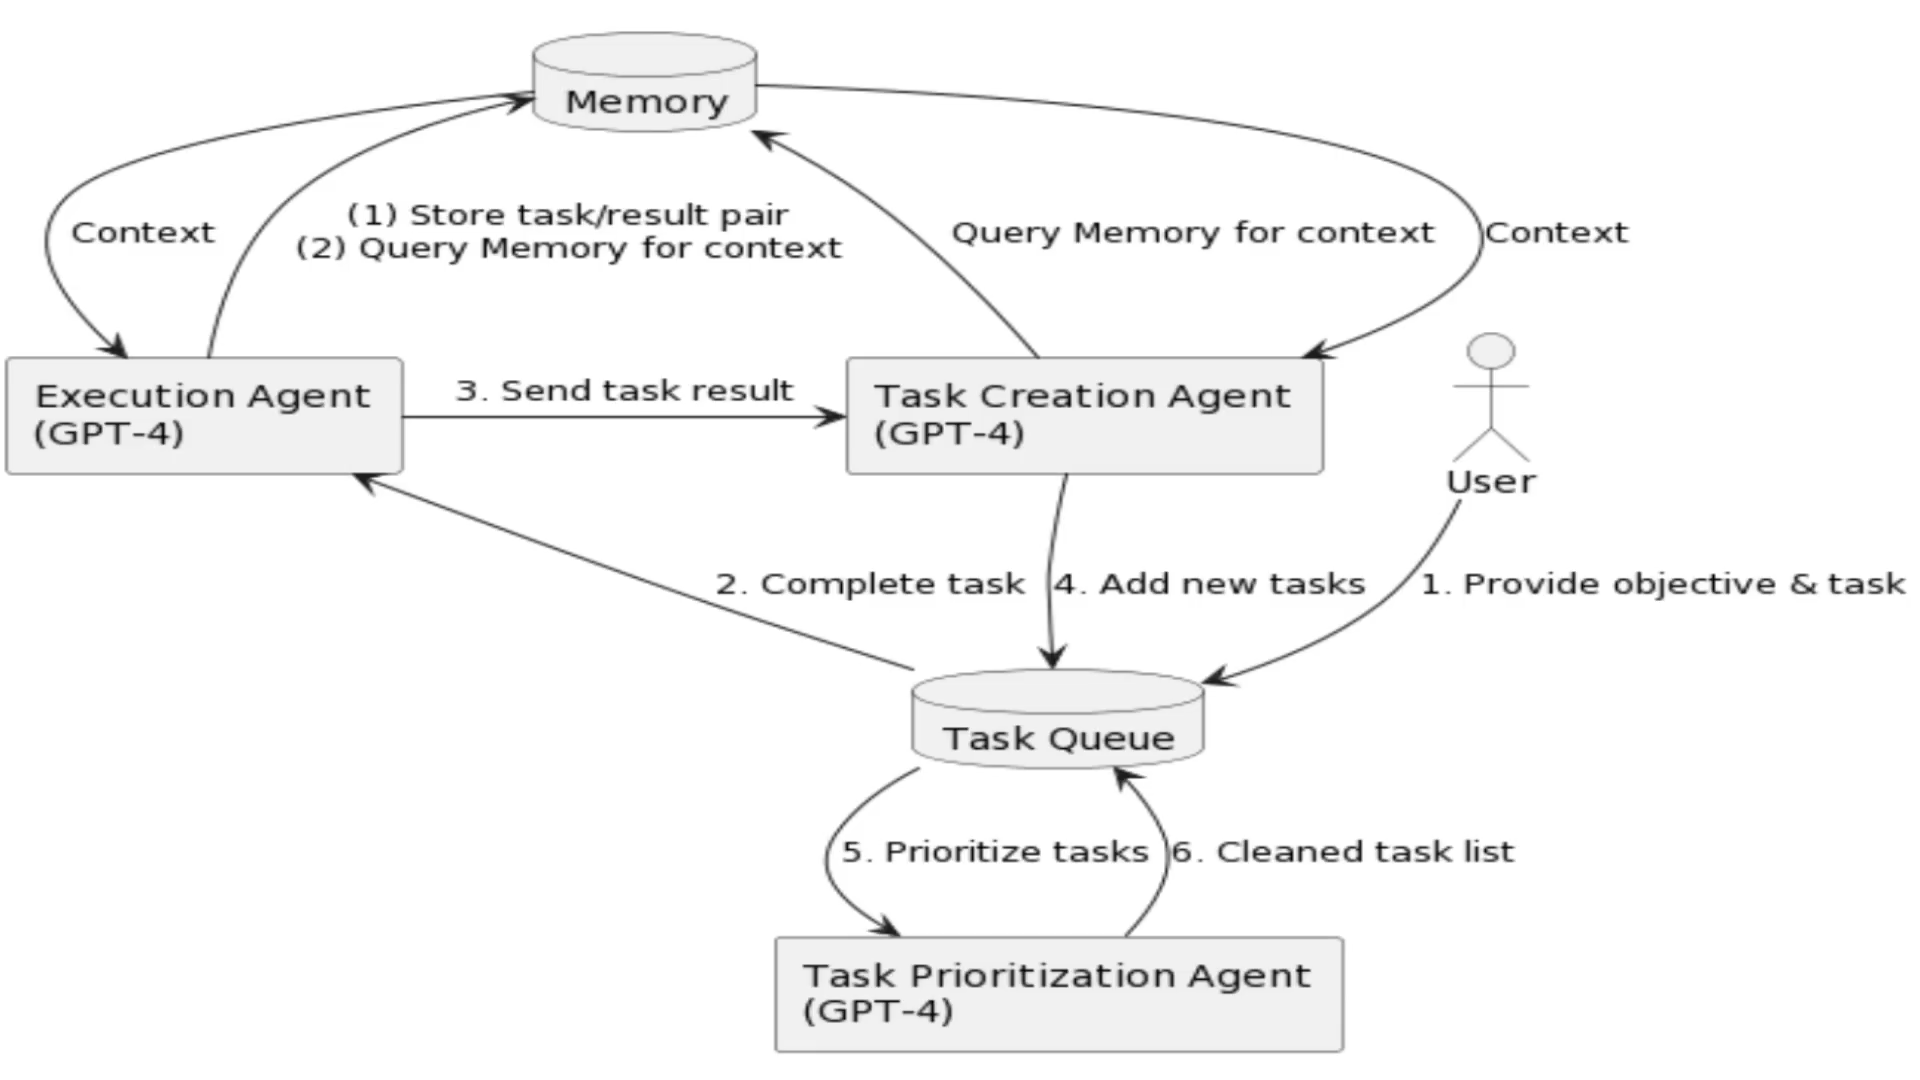 Memory
Context
(1) Store task/result pair
(2) Query Memory for context
Query Memory for context
Context
Execution Agent
(GPT-4)
3. Send task result
Task Creation Agent
(GPT-4)
User
2. Complete task
4. Add new tasks
1. Provide objective & task
Task Queue
5. Prioritize tasks
6. Cleaned task list
Task Prioritization Agent
(GPT-4)